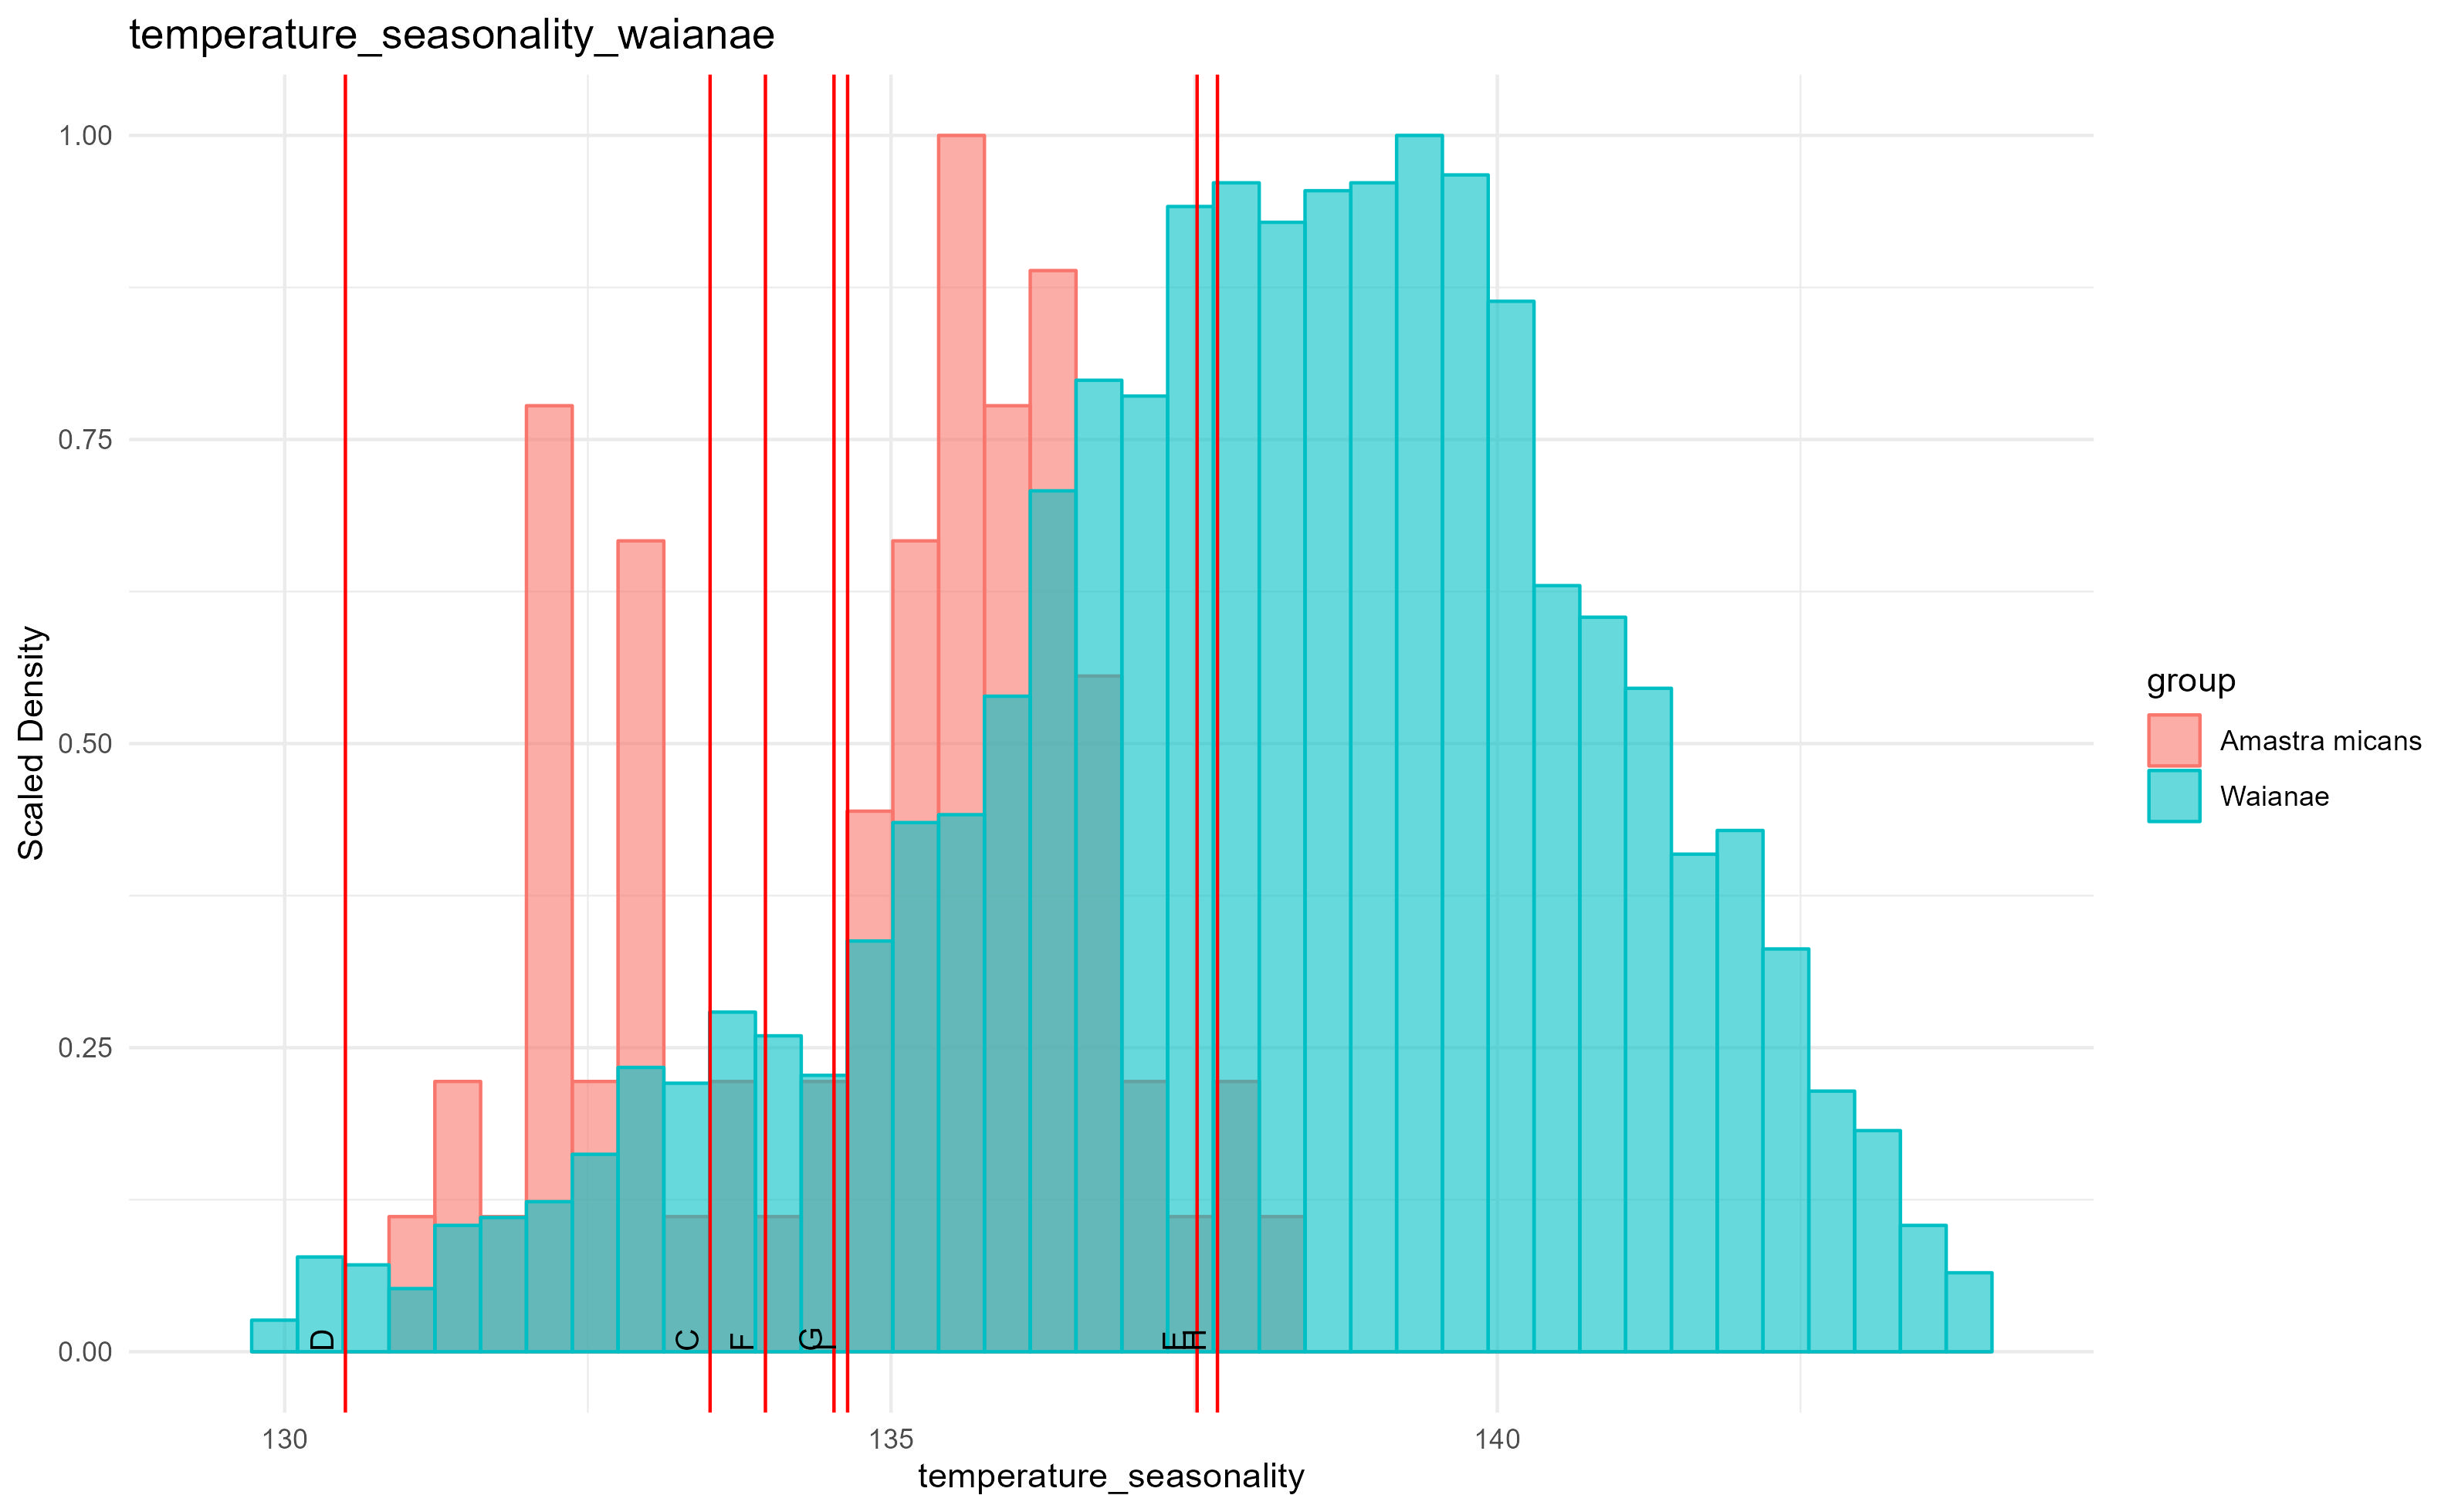 temperature_seasonality_waianae
1.00
0.75
0.50
0.25
0.00
Scaled Density
D
C
F
G
E
H
130
135
140
temperature_seasonality
group
Amastra micans
Waianae